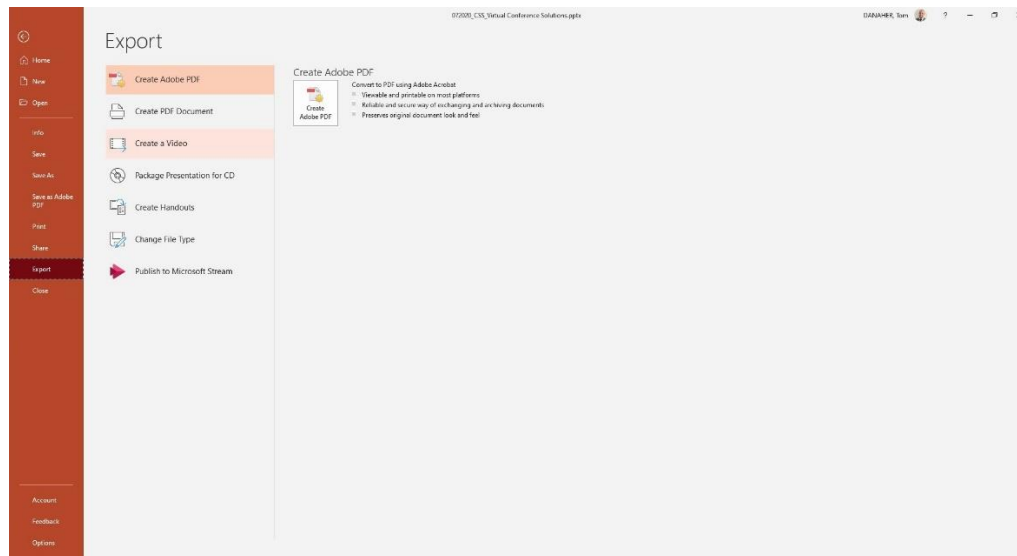 072020_CSS_Virtual Conference Solutions.pptx
DANAHER, Tom
?
Export
Home
New
Open
Info
Save
Save As
Save as Adobe
PDF
Print
Share
Export
Close
Account
Feedback
Options
Create Adobe PDF
Create PDF Document
Create a Video
Package Presentation for CD
Create Handouts
Change File Type
Publish to Microsoft Stream
Create Adobe PDF
Create
Adobe PDF
Convert to PDF using Adobe Acrobat
Viewable and printable on most platforms
Reliable and secure way of exchanging and archiving documents
Preserves original document look and feel